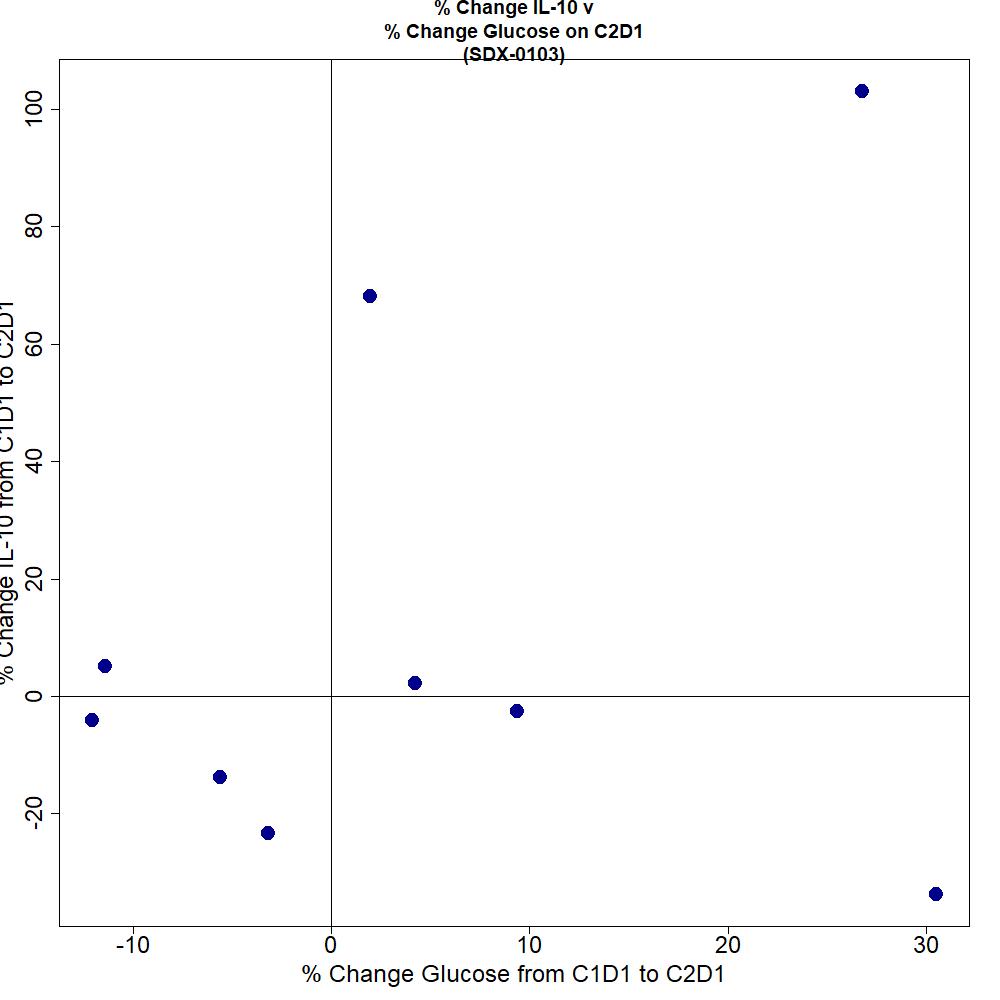 % Change IL-10 v
% Change Glucose on C2D1
(SDX-0103)
% Change IL-10 from C1D1 to C2D1
100
80
60
40
20
0
-20
-10
0
10
20
30
% Change Glucose from C1D1 to C2D1